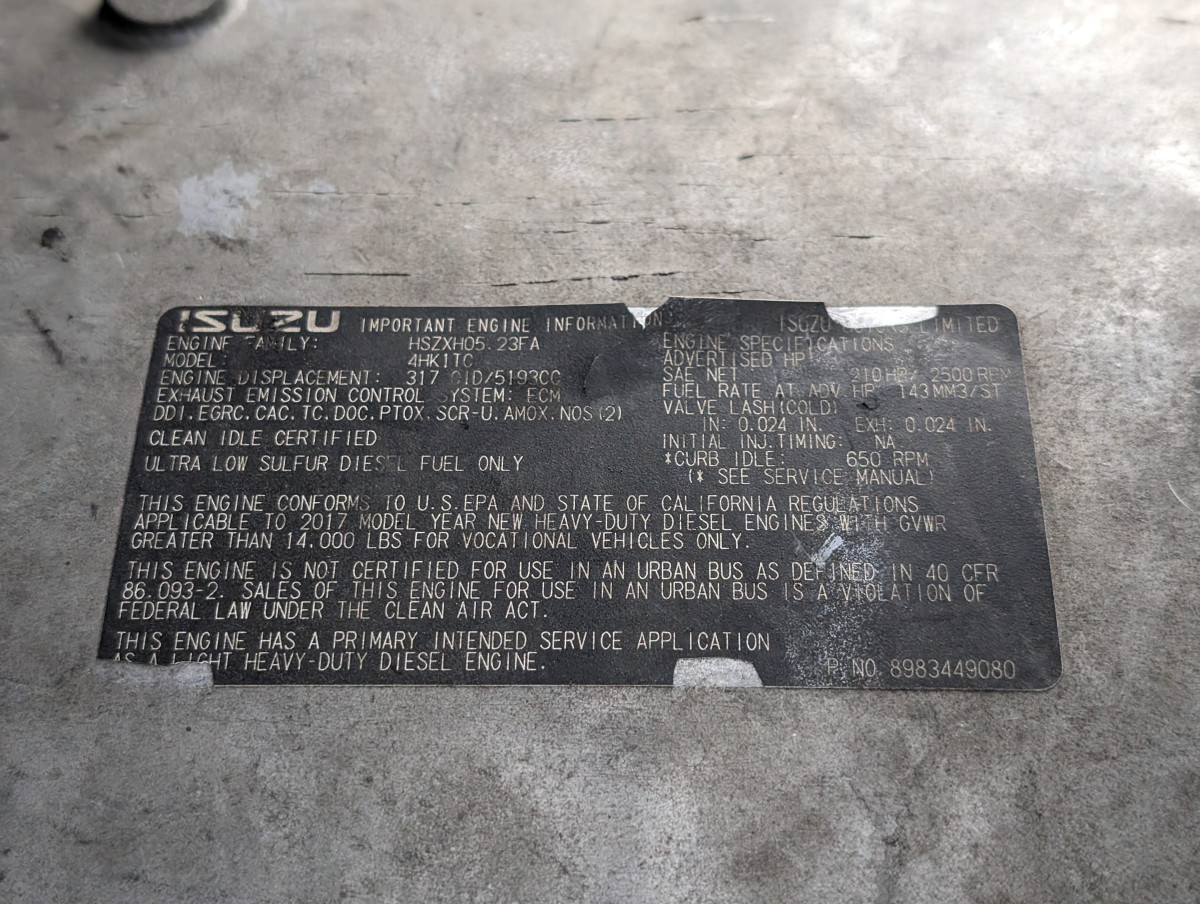 ISUZU IMPORTANT ENGINE INFORMATION
ENGINE FAMILY: HSZXH05.23FA
MODEL: 4HK1TC
ENGINE DISPLACEMENT: 317 CID/5193CC
EXHAUST EMISSION CONTROL SYSTEM: ECM
DDI.EGRC.CAC.TC.DOC.PTOX.SCR-U.AMOX.NOS(2)
CLEAN IDLE CERTIFIED
ULTRA LOW SULFUR DIESEL FUEL ONLY
ISUZU LIMITED
ENGINE SPECIFICATIONS
ADVERTISED HP
SAE NET 210HP/ 2500RPM
FUEL RATE AT ADV HP 143MM3/ST
VALVE LASH(COLD)
IN: 0.024 IN. EXH: 0.024 IN.
INITIAL INJ.TIMING: NA
*CURB IDLE: 650 RPM
(* SEE SERVICE MANUAL)
THIS ENGINE CONFORMS TO U.S.EPA AND STATE OF CALIFORNIA REGULATIONS
APPLICABLE TO 2017 MODEL YEAR NEW HEAVY-DUTY DIESEL ENGINES WITH GVWR
GREATER THAN 14,000 LBS FOR VOCATIONAL VEHICLES ONLY.
THIS ENGINE IS NOT CERTIFIED FOR USE IN AN URBAN BUS AS DEFINED IN 40 CFR
86.093-2. SALES OF THIS ENGINE FOR USE IN AN URBAN BUS IS A VIOLATION OF
FEDERAL LAW UNDER THE CLEAN AIR ACT.
THIS ENGINE HAS A PRIMARY INTENDED SERVICE APPLICATION
AS A LIGHT HEAVY-DUTY DIESEL ENGINE.
P. NO. 8983449080